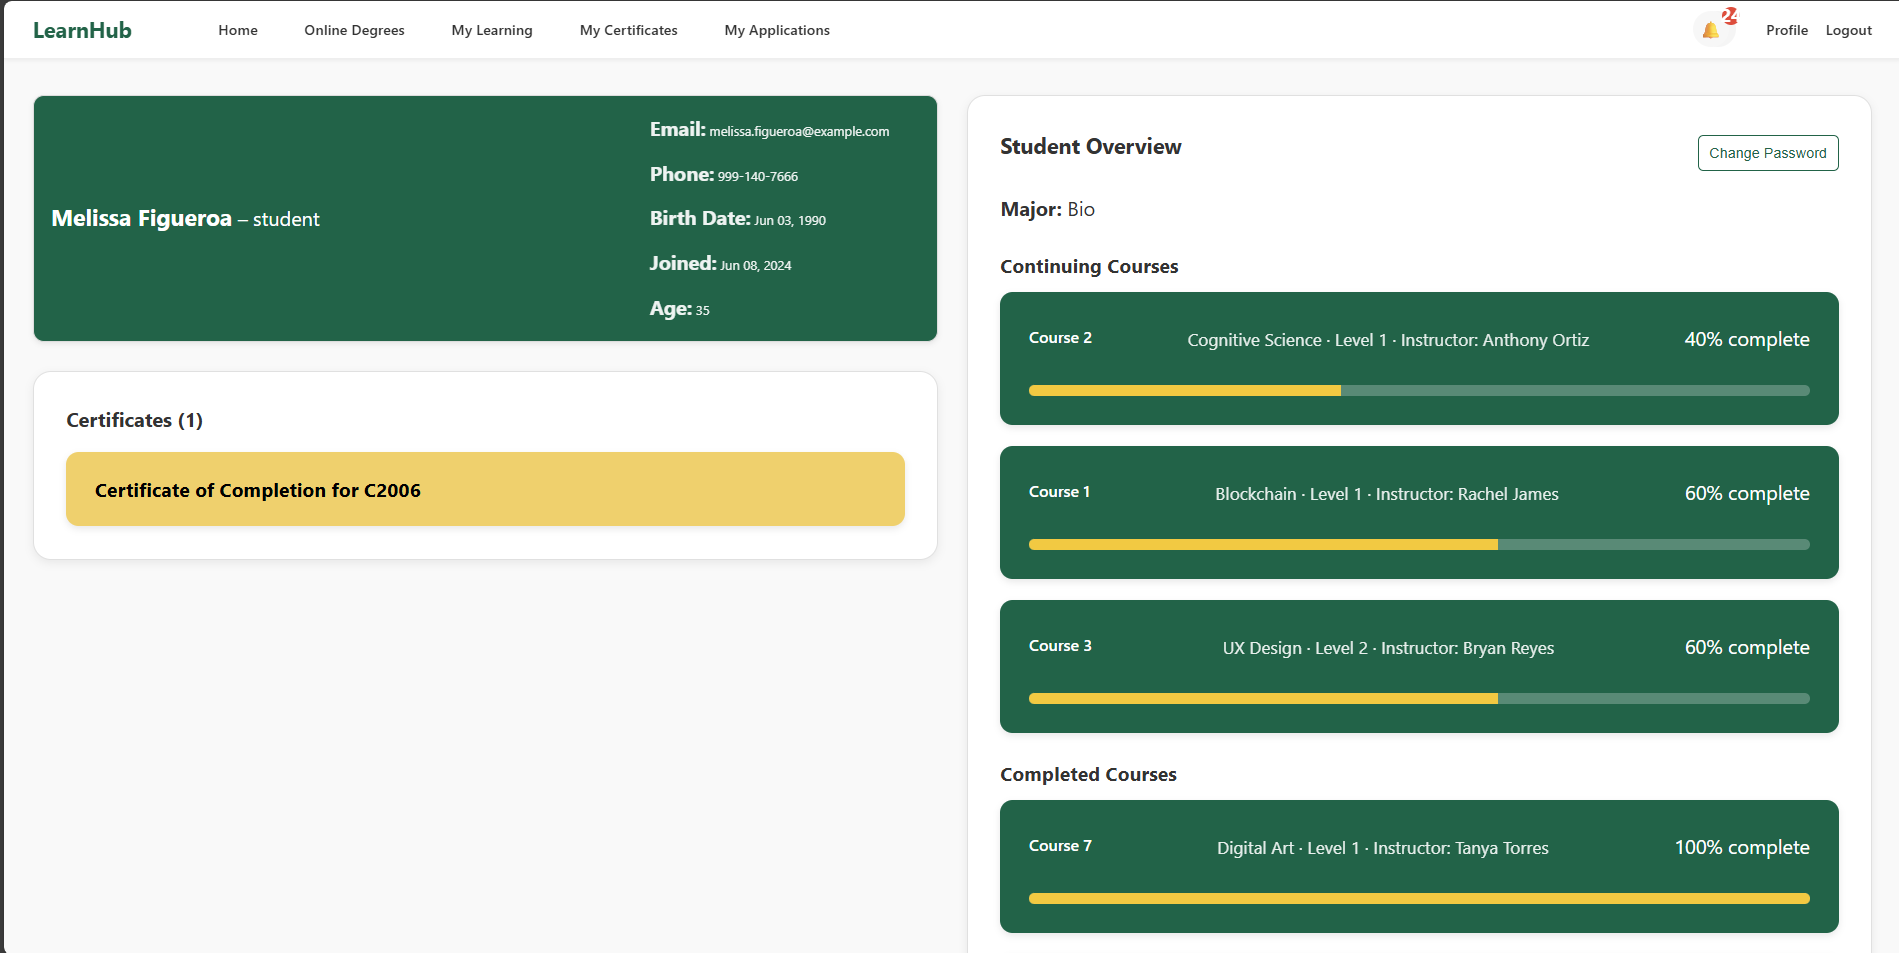 LearnHub
Home
Online Degrees
My Learning
My Certificates
My Applications
24
Profile
Logout
Melissa Figueroa – student
Email: melissa.figueroa@example.com
Phone: 999-140-7666
Birth Date: Jun 03, 1990
Joined: Jun 08, 2024
Age: 35
Certificates (1)
Certificate of Completion for C2006
Student Overview
Change Password
Major: Bio
Continuing Courses
Course 2
Cognitive Science · Level 1 · Instructor: Anthony Ortiz
40% complete
Course 1
Blockchain · Level 1 · Instructor: Rachel James
60% complete
Course 3
UX Design · Level 2 · Instructor: Bryan Reyes
60% complete
Completed Courses
Course 7
Digital Art · Level 1 · Instructor: Tanya Torres
100% complete